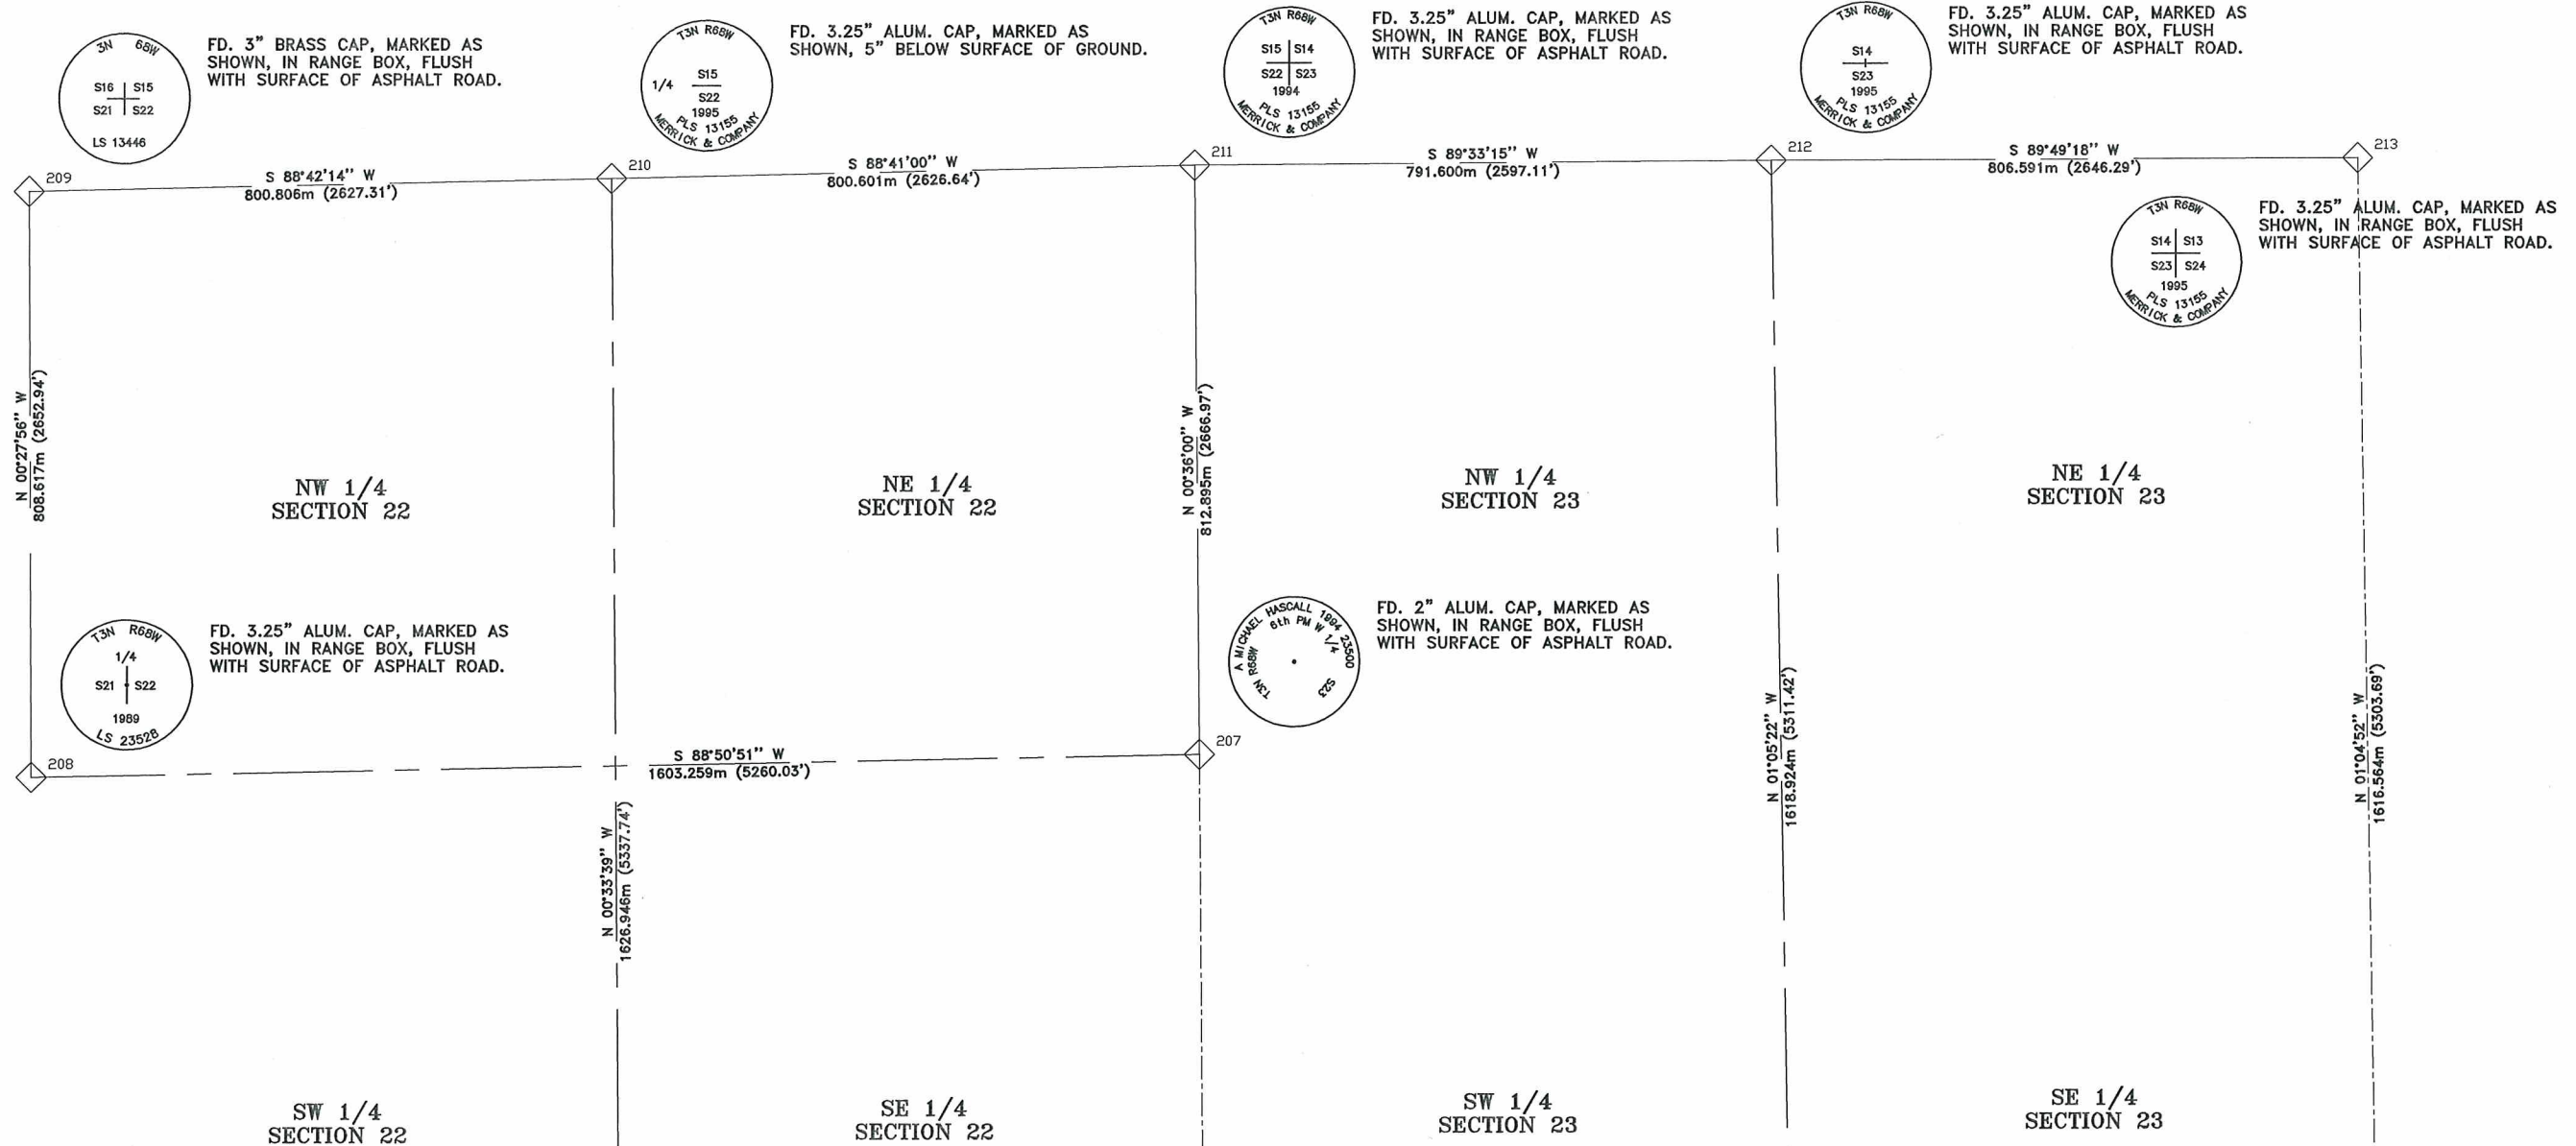 3N 68W
S16 S15
S21 S22
LS 13446
FD. 3" BRASS CAP, MARKED AS
SHOWN, IN RANGE BOX, FLUSH
WITH SURFACE OF ASPHALT ROAD.
T3N R68W
1/4
S15
S22
1995
PLS 13155
MERRICK & COMPANY
FD. 3.25" ALUM. CAP, MARKED AS
SHOWN, 5" BELOW SURFACE OF GROUND.
T3N R68W
S15 S14
S22 S23
1994
PLS 13155
MERRICK & COMPANY
FD. 3.25" ALUM. CAP, MARKED AS
SHOWN, IN RANGE BOX, FLUSH
WITH SURFACE OF ASPHALT ROAD.
T3N R68W
S14
S23
1995
PLS 13155
MERRICK & COMPANY
FD. 3.25" ALUM. CAP, MARKED AS
SHOWN, IN RANGE BOX, FLUSH
WITH SURFACE OF ASPHALT ROAD.
209
S 88°42'14" W
800.806m (2627.31')
210
S 88°41'00" W
800.601m (2626.64')
211
S 89°33'15" W
791.600m (2597.11')
212
S 89°49'18" W
806.591m (2646.29')
213
T3N R68W
S14 S13
S23 S24
1995
PLS 13155
MERRICK & COMPANY
FD. 3.25" ALUM. CAP, MARKED AS
SHOWN, IN RANGE BOX, FLUSH
WITH SURFACE OF ASPHALT ROAD.
N 00°27'56" W
808.617m (2652.94')
NW 1/4
SECTION 22
NE 1/4
SECTION 22
N 00°36'00" W
812.895m (2666.97')
NW 1/4
SECTION 23
NE 1/4
SECTION 23
T3N R68W
1/4
S21 S22
1989
LS 23528
FD. 3.25" ALUM. CAP, MARKED AS
SHOWN, IN RANGE BOX, FLUSH
WITH SURFACE OF ASPHALT ROAD.
A MICHAEL HASCALL 1994 23500
T3N R68W 6th PM W 1/4 S23
FD. 2" ALUM. CAP, MARKED AS
SHOWN, IN RANGE BOX, FLUSH
WITH SURFACE OF ASPHALT ROAD.
208
S 88°50'51" W
1603.259m (5260.03')
207
N 00°33'39" W
1626.946m (5337.74')
N 01°05'22" W
1618.924m (5311.42')
N 01°04'52" W
1616.564m (5303.69')
SW 1/4
SECTION 22
SE 1/4
SECTION 22
SW 1/4
SECTION 23
SE 1/4
SECTION 23